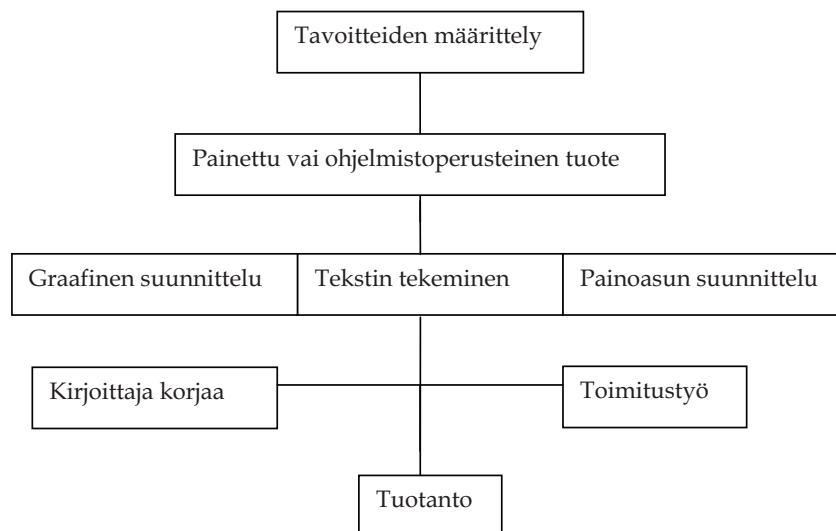 Tavoitteiden määrittely
Painettu vai ohjelmistoperusteinen tuote
Graafinen suunnittelu
Tekstin tekeminen
Painoasun suunnittelu
Kirjoittaja korjaa
Toimitustyö
Tuotanto